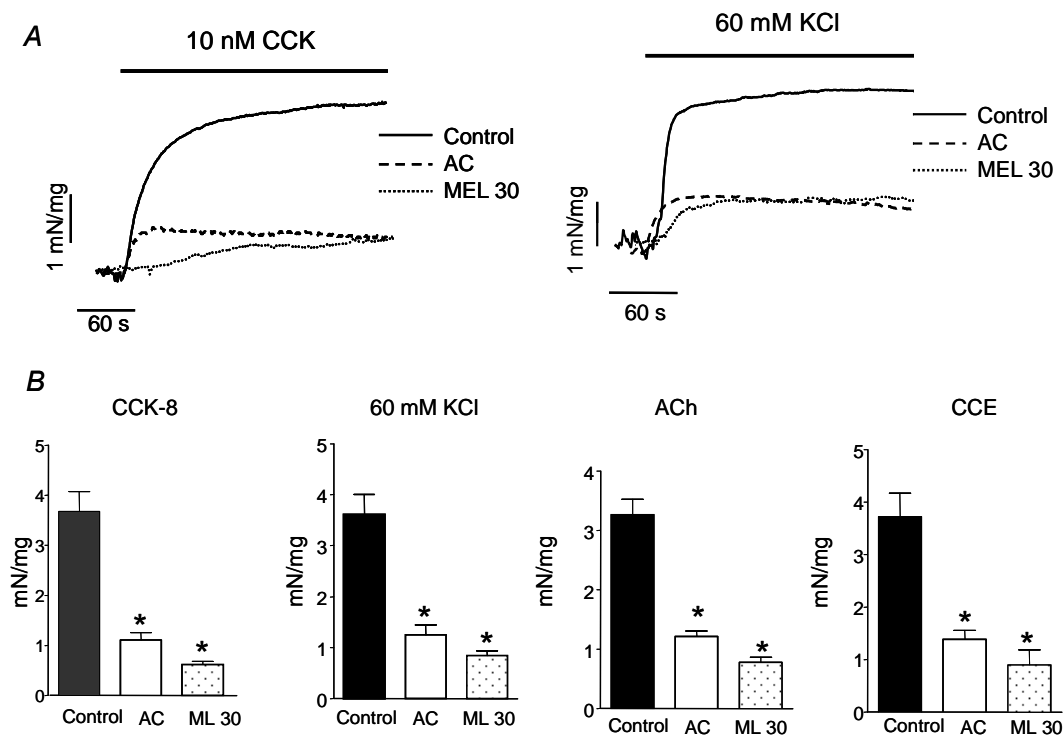 A
10 nM CCK
Control
AC
MEL 30
1 mN/mg
60 s
60 mM KCl
Control
AC
MEL 30
1 mN/mg
60 s
B
CCK-8
5
4
3
2
1
0
mN/mg
*
*
Control AC ML 30
60 mM KCl
5
4
3
2
1
0
mN/mg
*
*
Control AC ML 30
ACh
4
3
2
1
0
mN/mg
*
*
Control AC ML 30
CCE
5
4
3
2
1
0
mN/mg
*
*
Control AC ML 30